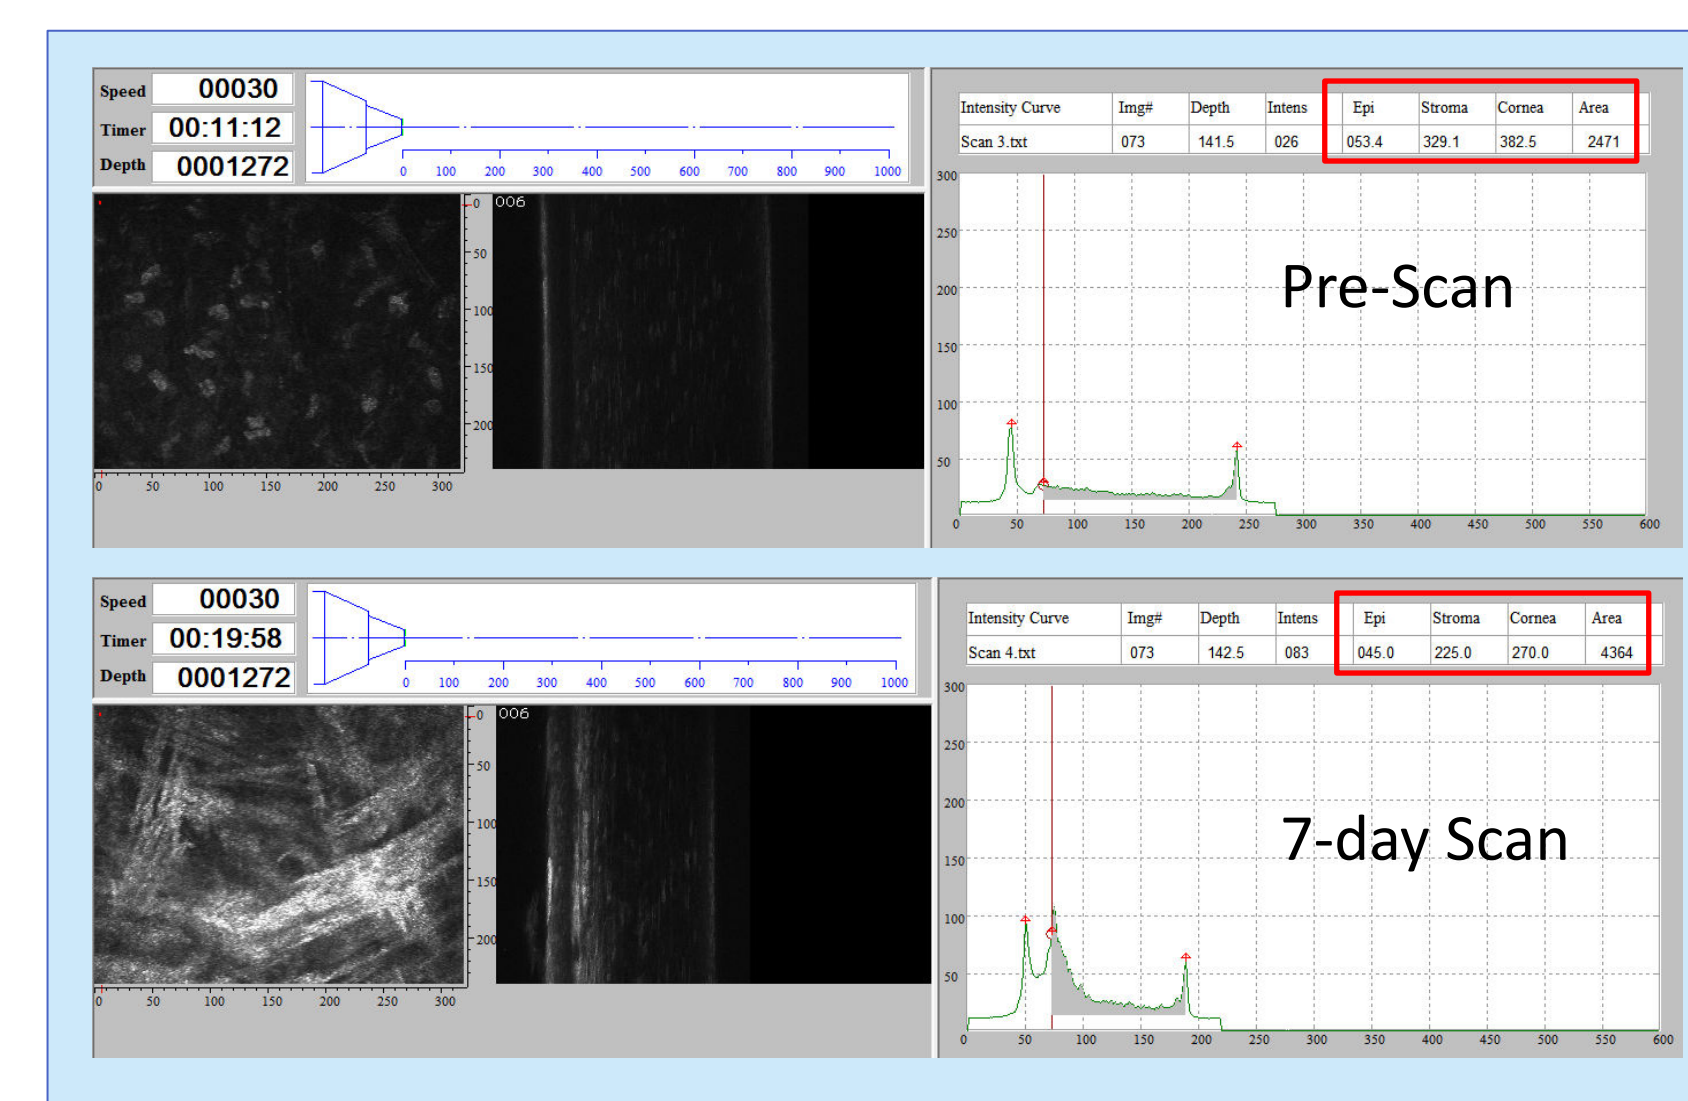 Speed 00030
Timer 00:11:12
Depth 0001272
0 100 200 300 400 500 600 700 800 900 1000
Intensity Curve Img# Depth Intens Epi Stroma Cornea Area
Scan 3.txt 073 141.5 026 053.4 329.1 382.5 2471
006
0
50
100
150
200
0 50 100 150 200 250 300
300
250
200
150
100
50
Pre-Scan
0 50 100 150 200 250 300 350 400 450 500 550 600
Speed 00030
Timer 00:19:58
Depth 0001272
0 100 200 300 400 500 600 700 800 900 1000
Intensity Curve Img# Depth Intens Epi Stroma Cornea Area
Scan 4.txt 073 142.5 083 045.0 225.0 270.0 4364
006
0
50
100
150
200
0 50 100 150 200 250 300
300
250
200
150
100
50
7-day Scan
0 50 100 150 200 250 300 350 400 450 500 550 600